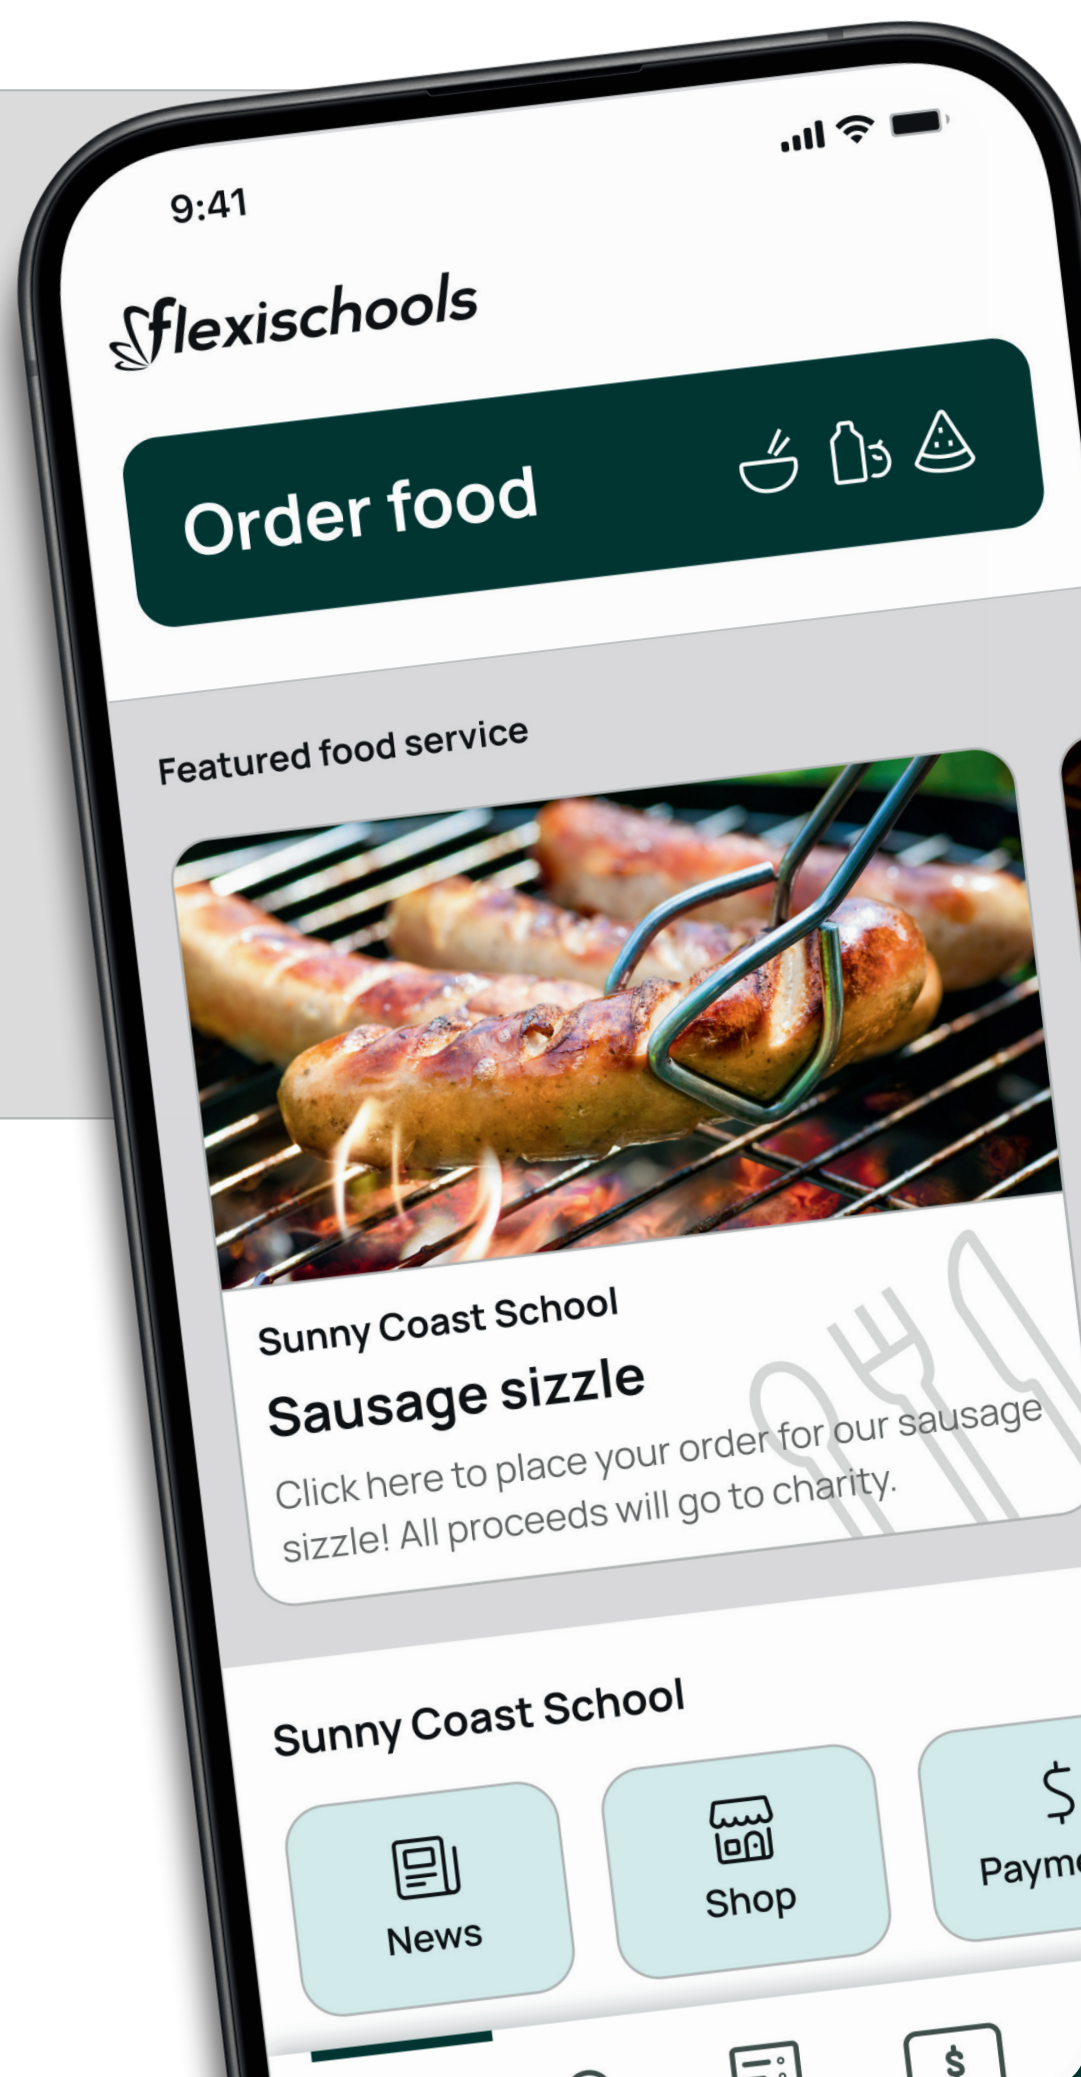 9:41
flexischools
Order food
Featured food service
Sunny Coast School
Sausage sizzle
Click here to place your order for our sausage
sizzle! All proceeds will go to charity.
Sunny Coast School
$
News
Shop
$